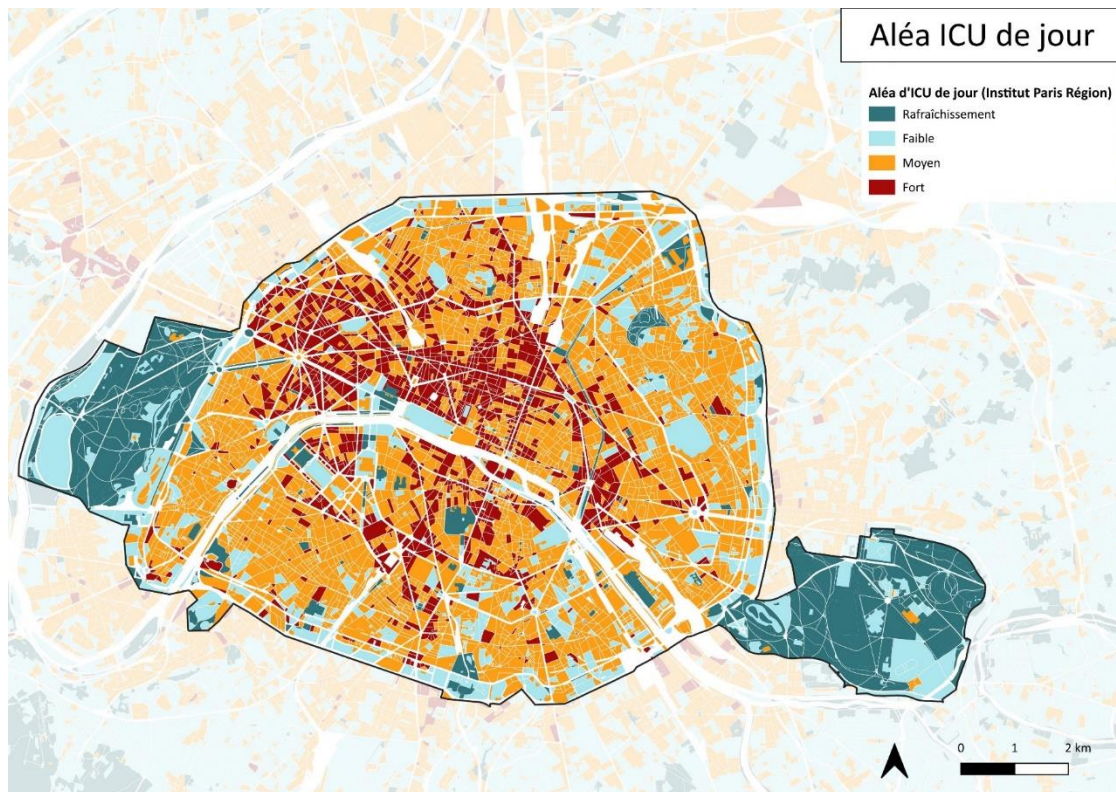 Aléa ICU de jour
Aléa d'ICU de jour (Institut Paris Région)
Rafraîchissement
Faible
Moyen
Fort
0 1 2 km